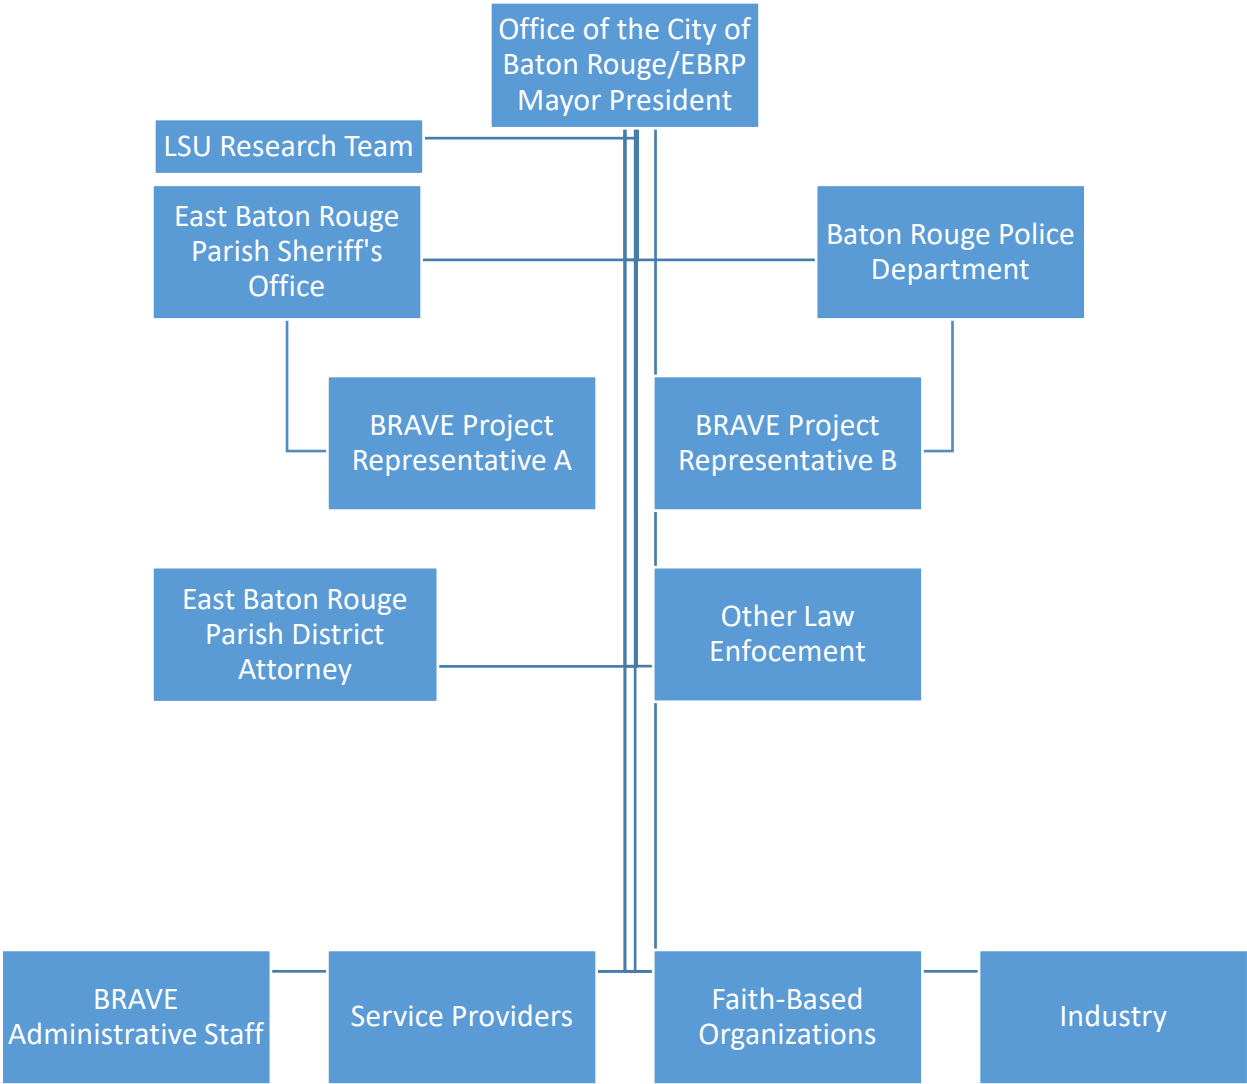 Office of the City of
Baton Rouge/EBRP
Mayor President
LSU Research Team
East Baton Rouge
Parish Sheriff's
Office
Baton Rouge Police
Department
BRAVE Project
Representative A
BRAVE Project
Representative B
East Baton Rouge
Parish District
Attorney
Other Law
Enfocement
BRAVE
Administrative Staff
Service Providers
Faith-Based
Organizations
Industry